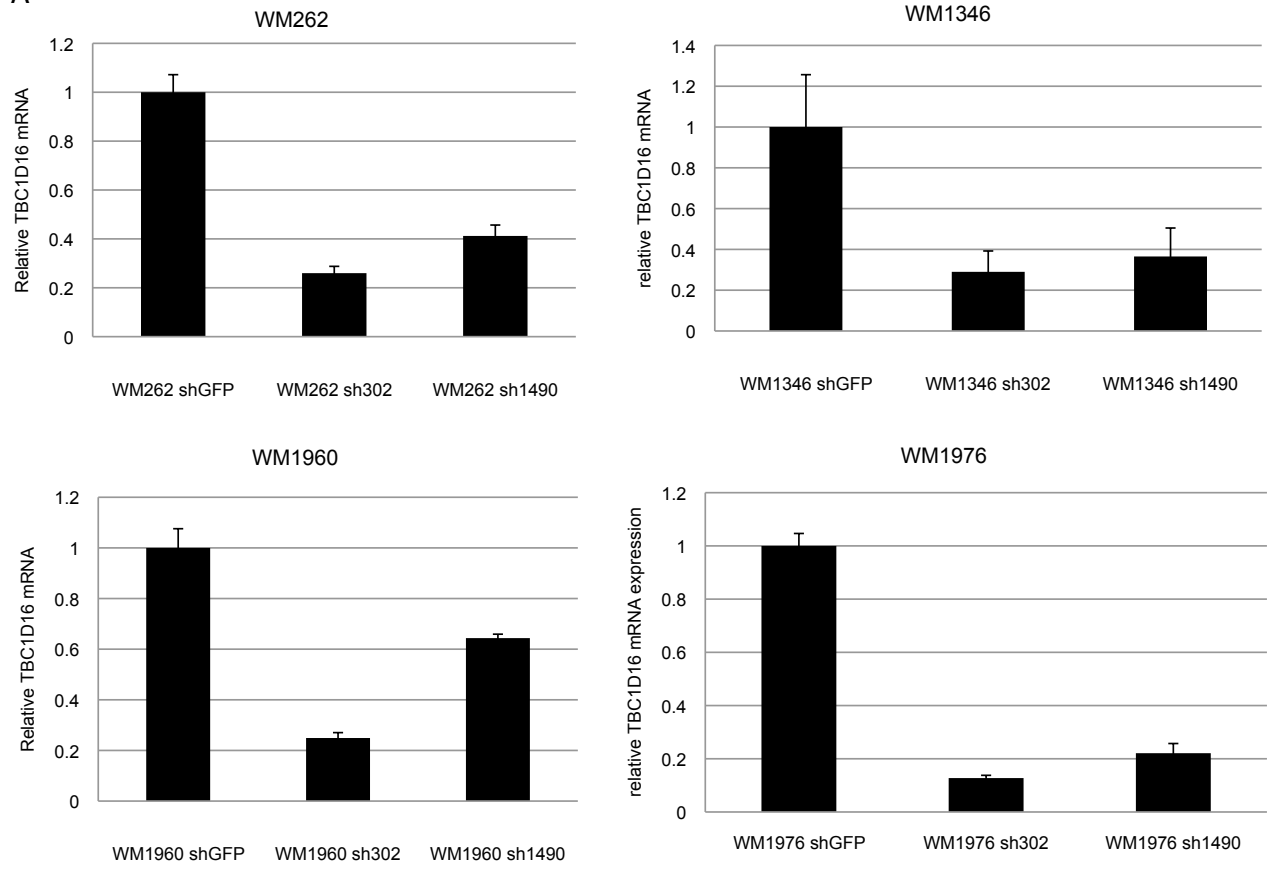 A
WM262
Relative TBC1D16 mRNA
1.2
1
0.8
0.6
0.4
0.2
0
WM262 shGFP WM262 sh302 WM262 sh1490
WM1346
relative TBC1D16 mRNA
1.4
1.2
1
0.8
0.6
0.4
0.2
0
WM1346 shGFP WM1346 sh302 WM1346 sh1490
WM1960
Relative TBC1D16 mRNA
1.2
1
0.8
0.6
0.4
0.2
0
WM1960 shGFP WM1960 sh302 WM1960 sh1490
WM1976
relative TBC1D16 mRNA expression
1.2
1
0.8
0.6
0.4
0.2
0
WM1976 shGFP WM1976 sh302 WM1976 sh1490